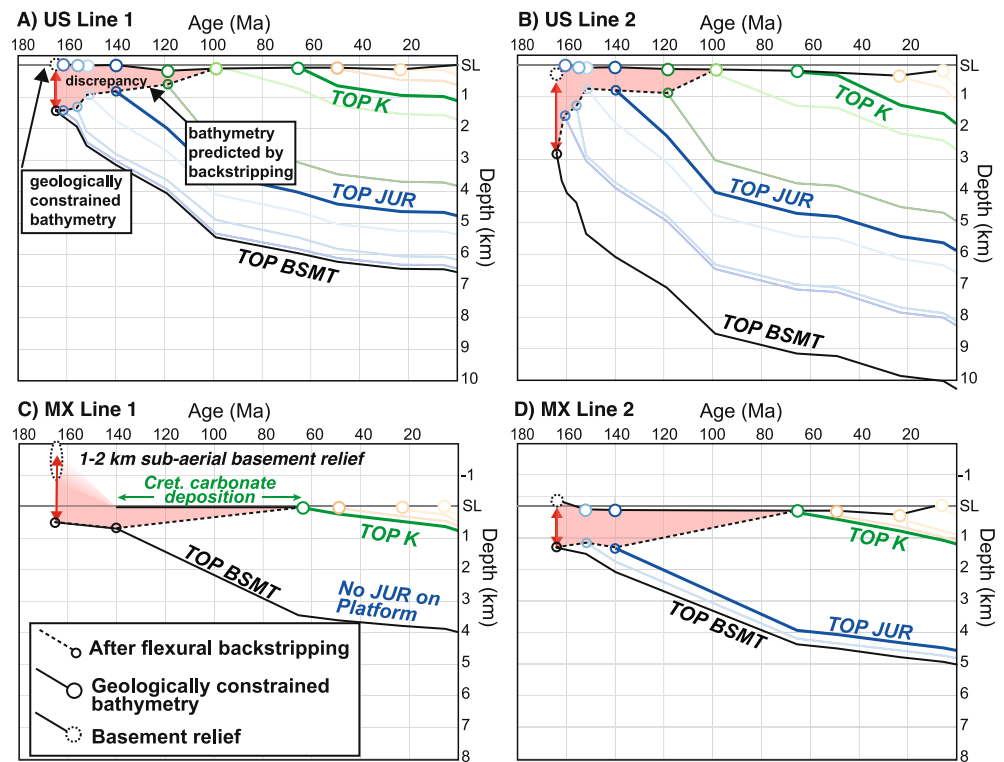 A) US Line 1
Age (Ma)
180 160 140 120 100 80 60 40 20
SL
1
2
3
4
5
6
7
8
9
10
Depth (km)
discrepancy
TOP K
bathymetry
predicted by
backstripping
geologically
constrained
bathymetry
TOP JUR
TOP BSMT
B) US Line 2
Age (Ma)
180 160 140 120 100 80 60 40 20
SL
1
2
3
4
5
6
7
8
9
10
Depth (km)
TOP K
TOP JUR
TOP BSMT
C) MX Line 1
Age (Ma)
180 160 140 120 100 80 60 40 20
-1
SL
1
2
3
4
5
6
7
8
Depth (km)
1-2 km sub-aerial basement relief
Cret. carbonate
deposition
TOP K
TOP BSMT
No JUR on
Platform
After flexural backstripping
Geologically constrained
bathymetry
Basement relief
D) MX Line 2
Age (Ma)
180 160 140 120 100 80 60 40 20
-1
SL
1
2
3
4
5
6
7
8
Depth (km)
TOP K
TOP JUR
TOP BSMT